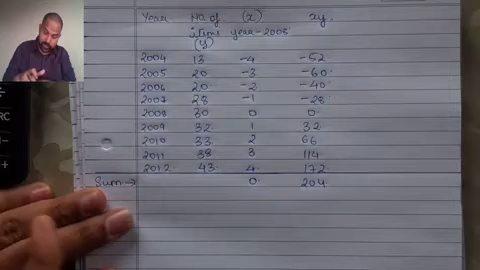 Year No. of (x) xy.
items year-2008
(y)
2004 13 -4 -52
2005 20 -3 -60
2006 20 -2 -40
2007 28 -1 -28
2008 30 0 0
2009 32 1 32
2010 33 2 66
2011 38 3 114
2012 43 4 172
Sum→ 0 204
RC